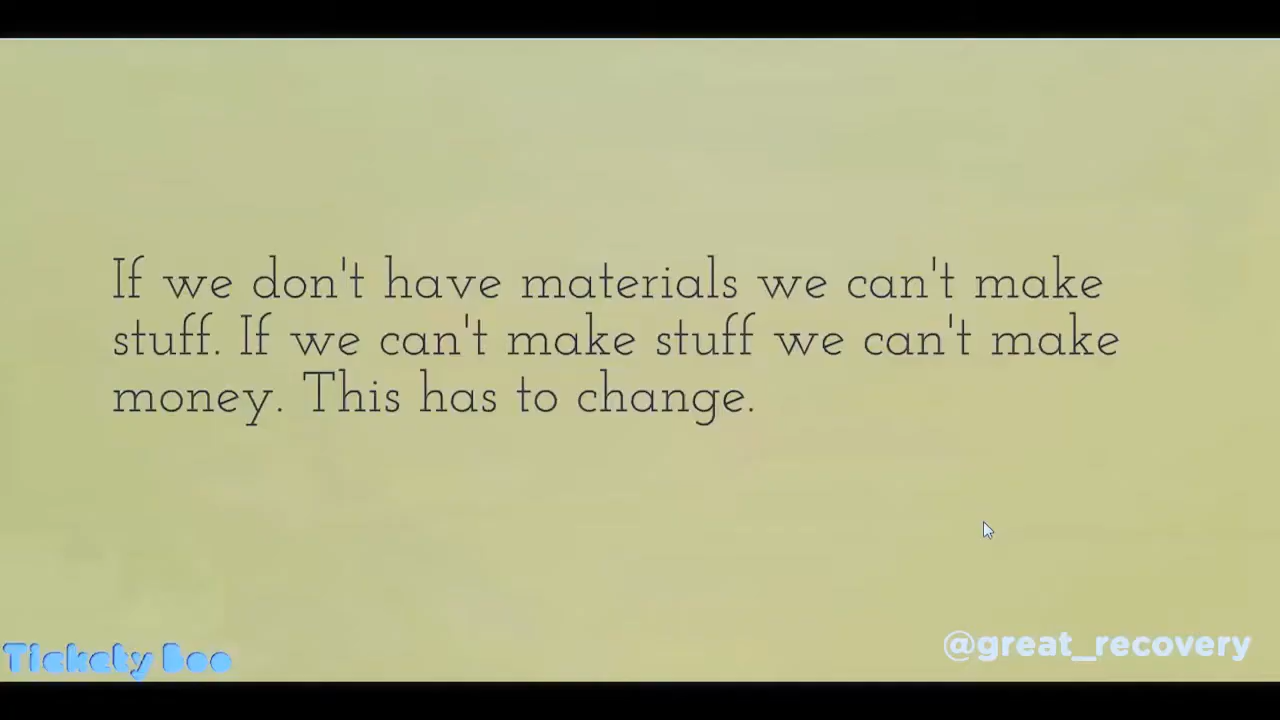 If we don't have materials we can't make
stuff. If we can't make stuff we can't make
money. This has to change.
Tickety Boo
@great_recovery